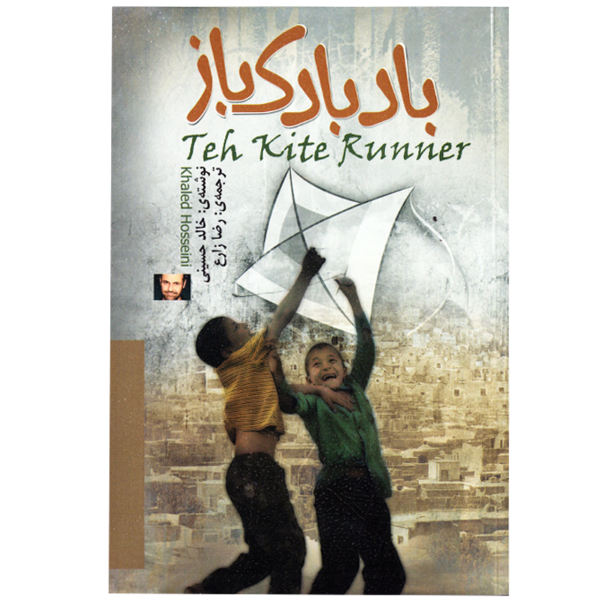 بادبادک باز
Teh Kite Runner
نوشته‌ی: خالد حسینی
ترجمه‌ی: رضا زارع
Khaled Hosseini